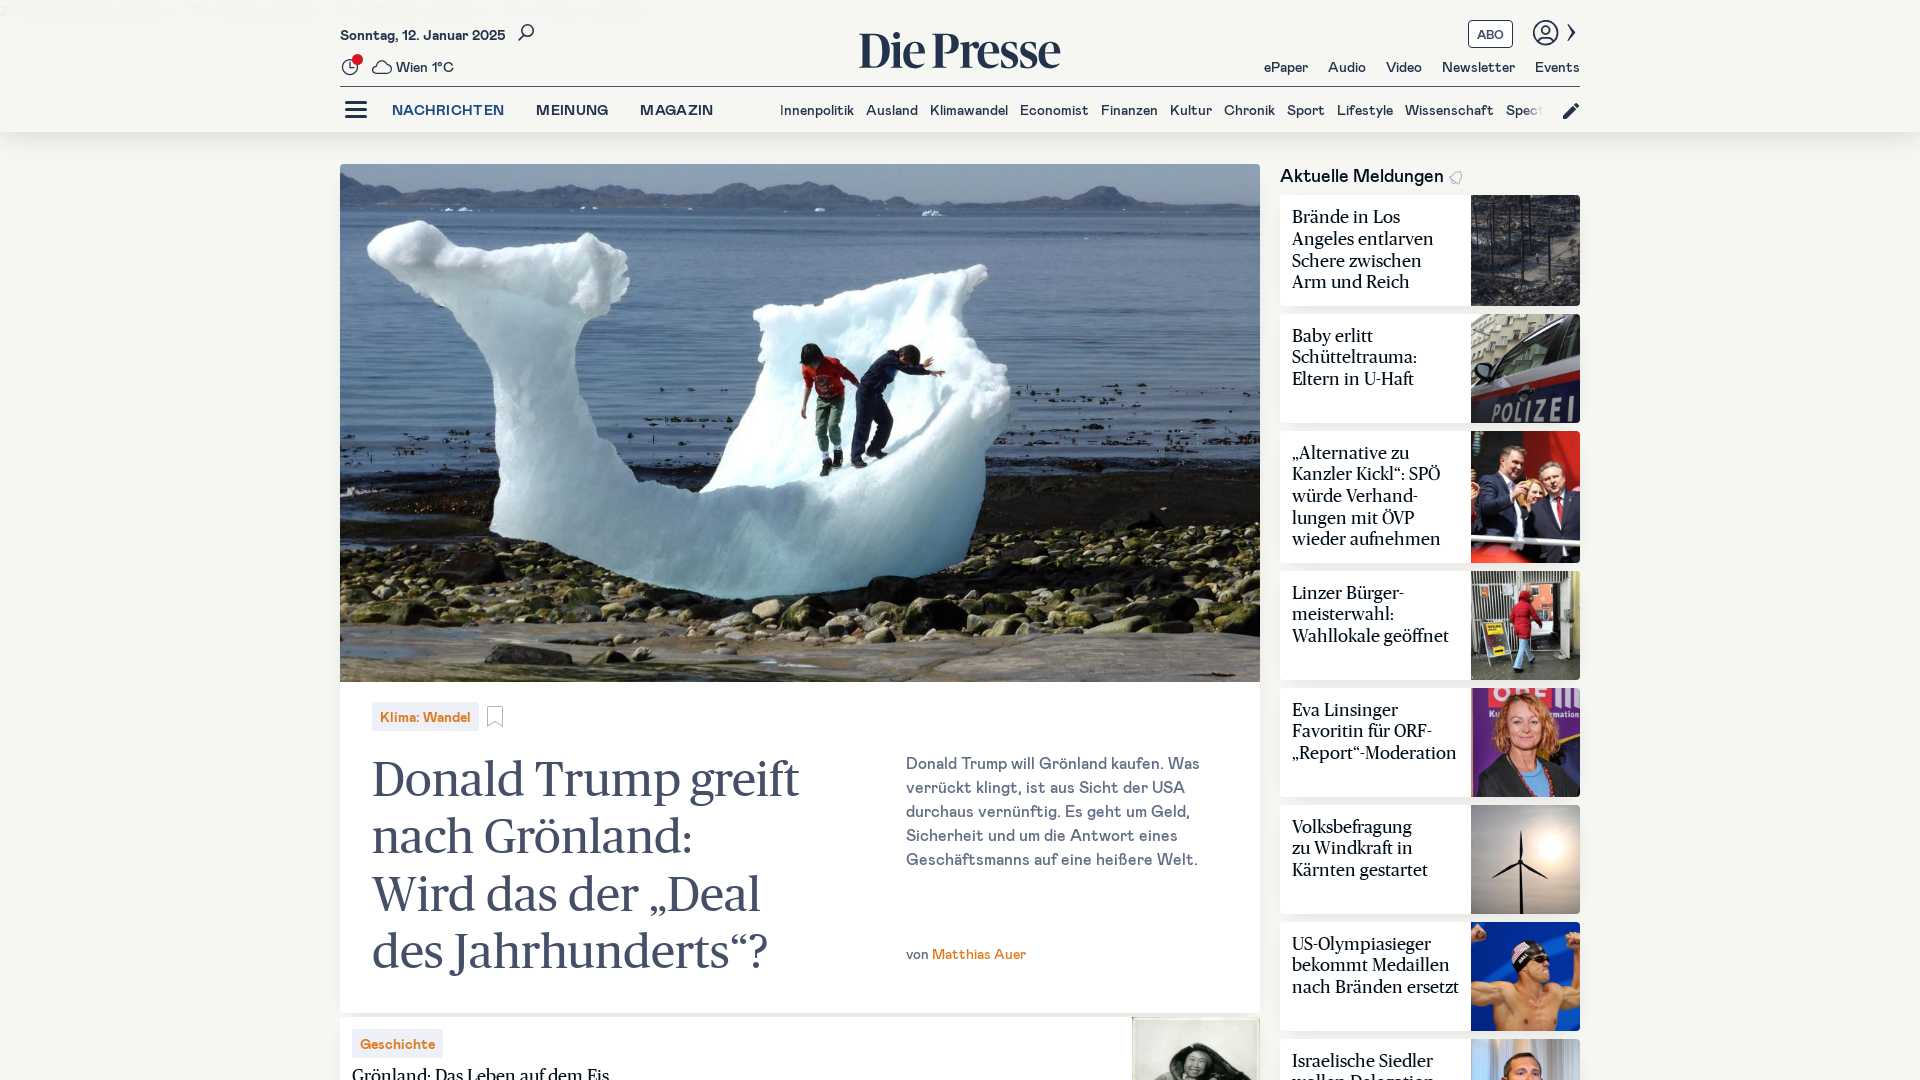 Sonntag, 12. Januar 2025
Wien 1°C
Die Presse
ABO
ePaper Audio Video Newsletter Events
NACHRICHTEN MEINUNG MAGAZIN
Innenpolitik Ausland Klimawandel Economist Finanzen Kultur Chronik Sport Lifestyle Wissenschaft Spect
Klima: Wandel
Donald Trump greift
nach Grönland:
Wird das der „Deal
des Jahrhunderts“?
Donald Trump will Grönland kaufen. Was
verrückt klingt, ist aus Sicht der USA
durchaus vernünftig. Es geht um Geld,
Sicherheit und um die Antwort eines
Geschäftsmanns auf eine heißere Welt.
von Matthias Auer
Geschichte
Grönland: Das Leben auf dem Eis
Aktuelle Meldungen
Brände in Los
Angeles entlarven
Schere zwischen
Arm und Reich
Baby erlitt
Schütteltrauma:
Eltern in U-Haft
POLIZEI
„Alternative zu
Kanzler Kickl“: SPÖ
würde Verhand-
lungen mit ÖVP
wieder aufnehmen
Linzer Bürger-
meisterwahl:
Wahllokale geöffnet
Eva Linsinger
Favoritin für ORF-
„Report“-Moderation
Volksbefragung
zu Windkraft in
Kärnten gestartet
US-Olympiasieger
bekommt Medaillen
nach Bränden ersetzt
Israelische Siedler
wollen Delegation